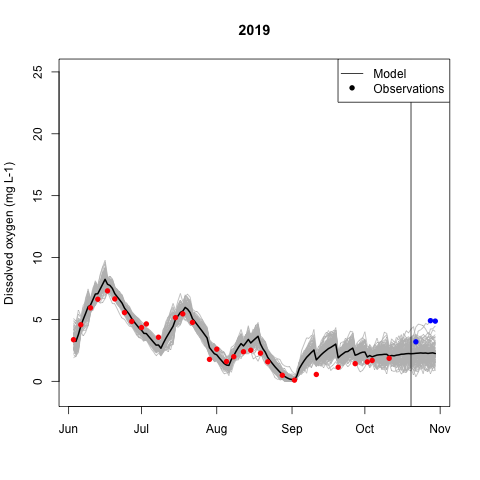 2019
Model
Observations
Dissolved oxygen (mg L-1)
25
20
15
10
5
0
Jun Jul Aug Sep Oct Nov